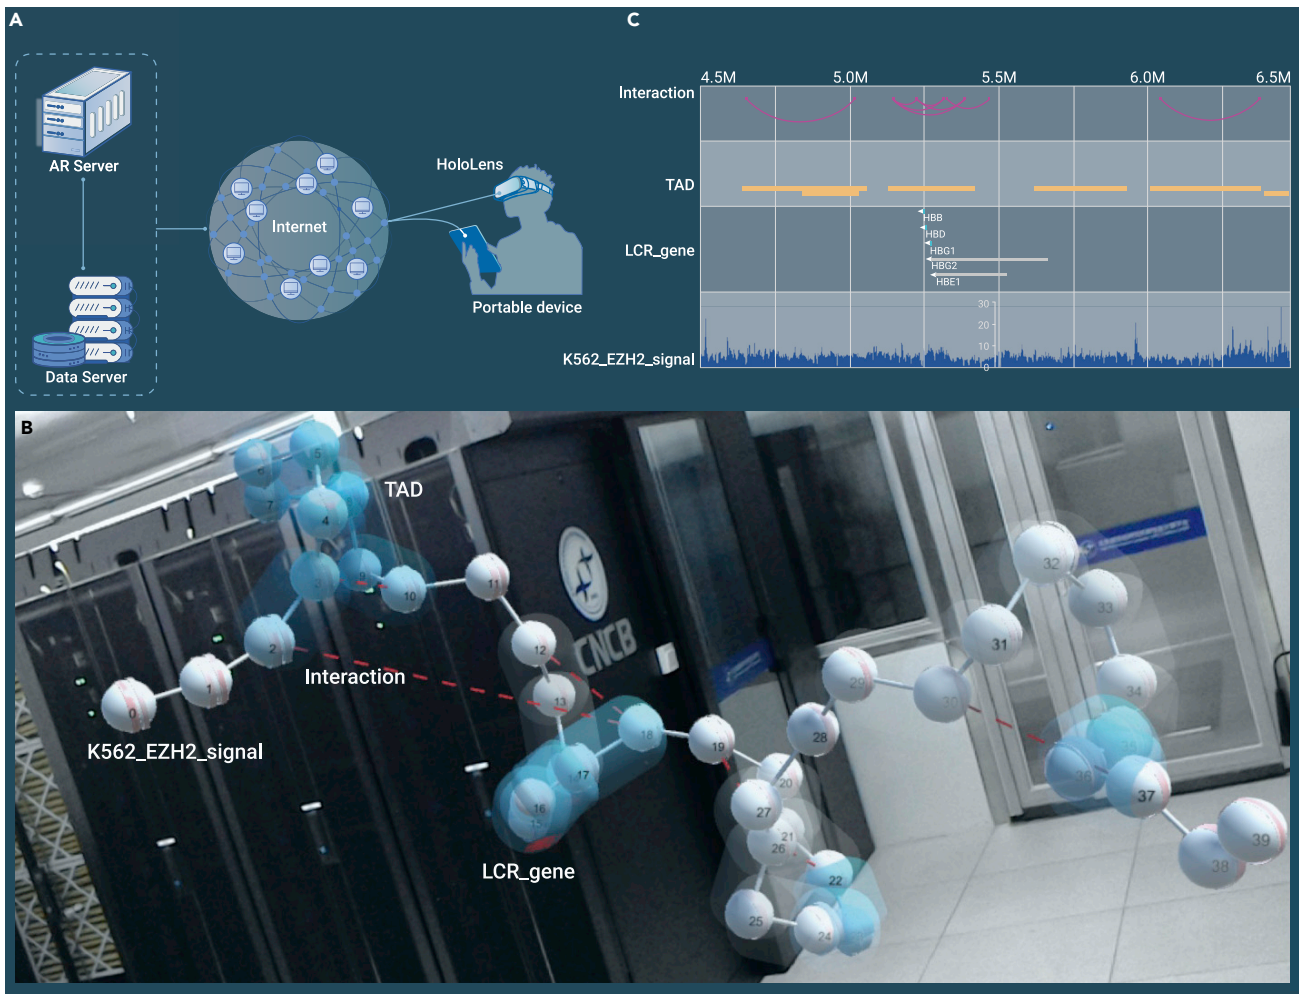 A
AR Server
Data Server
Internet
HoloLens
Portable device
C
4.5M 5.0M 5.5M 6.0M 6.5M
Interaction
TAD
LCR_gene
HBB
HBD
HBG1
HBG2
HBE1
K562_EZH2_signal
30
20
10
0
B
TAD
Interaction
K562_EZH2_signal
LCR_gene
CNCB
0
1
2
3
4
5
6
7
9
10
11
12
13
16
17
18
19
20
21
22
24
25
26
27
28
29
30
31
32
33
34
36
37
38
39